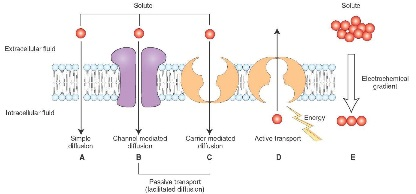 Solute
Solute
Extracellular fluid
Electrochemical
gradient
Intracellular fluid
Energy
Simple
diffusion
Channel mediated
diffusion
Carrier mediated
diffusion
Active transport
A
B
C
D
E
Passive transport
(facilitated diffusion)